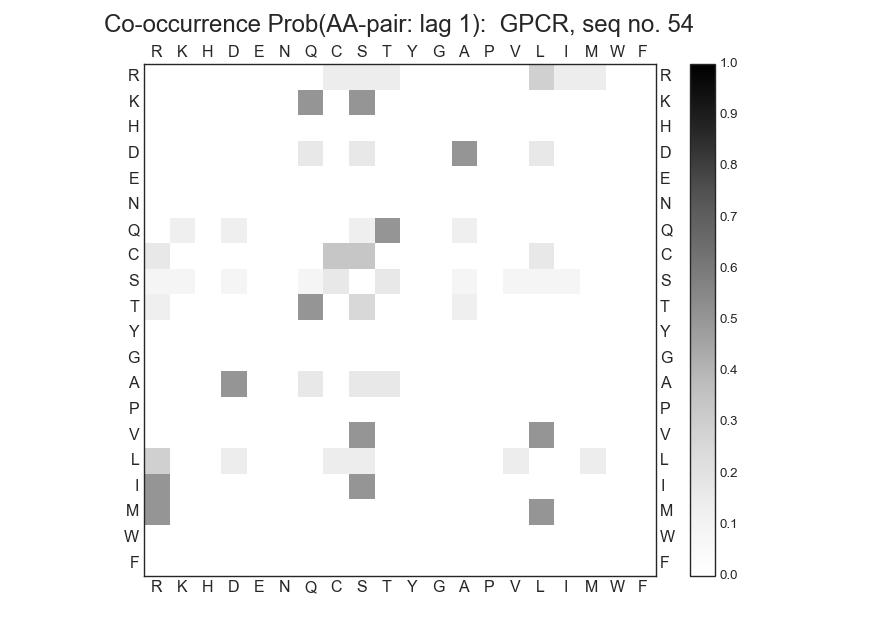 Co-occurrence Prob(AA-pair: lag 1):  GPCR, seq no. 54
R K H D E N Q C S T Y G A P V L I M W F
R R 1.0
K K 0.9
H H
D D 0.8
E E
N N 0.7
Q Q
C C 0.6
S S
T T 0.5
Y Y
G G 0.4
A A
P P 0.3
V V
L L 0.2
I I
M M 0.1
W W
F F 0.0
R K H D E N Q C S T Y G A P V L I M W F